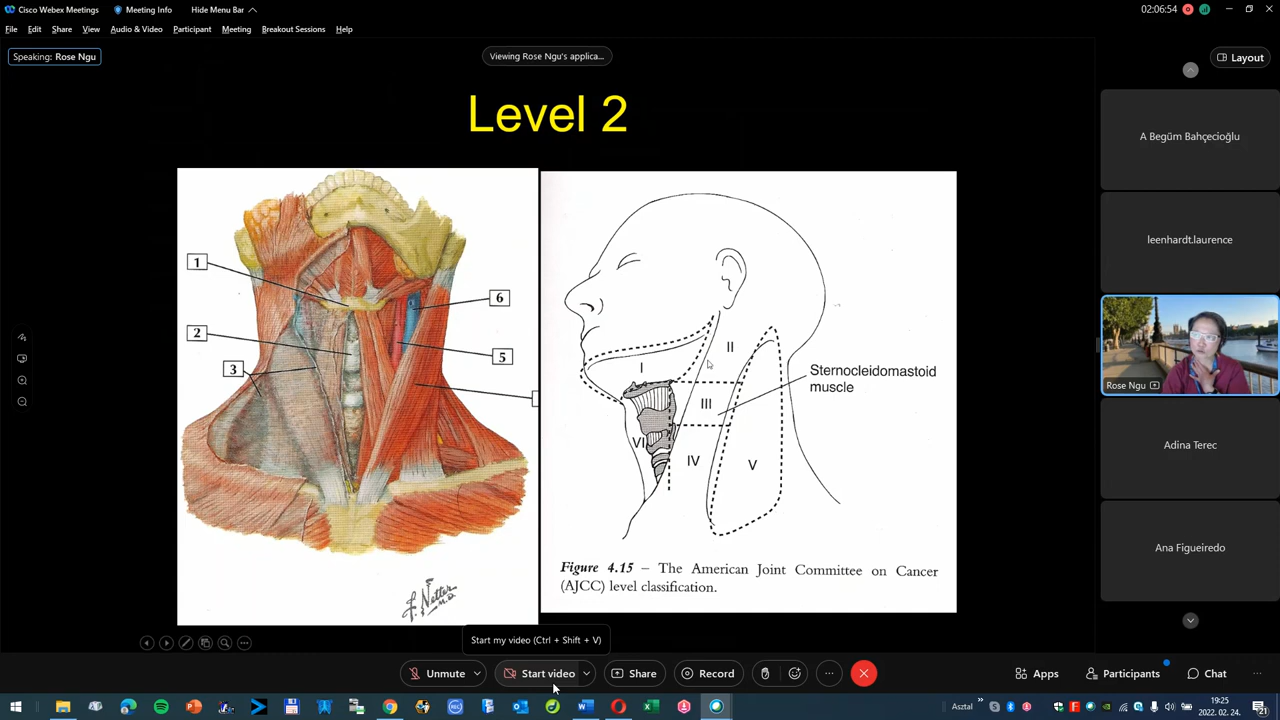 Cisco Webex Meetings
Meeting Info
Hide Menu Bar
02:06:54
File Edit Share View Audio & Video Participant Meeting Breakout Sessions Help
Speaking: Rose Ngu
Viewing Rose Ngu's applica...
Layout
Level 2
1
2
3
6
5
I
II
III
IV
V
VI
Sternocleidomastoid
muscle
Figure 4.15 – The American Joint Committee on Cancer
(AJCC) level classification.
F. Netter
M.D.
A Begüm Bahçecioğlu
leenhardt.laurence
Rose Ngu
Adina Terec
Ana Figueiredo
Start my video (Ctrl + Shift + V)
Unmute
Start video
Share
Record
Apps
Participants
Chat
Asztal
19:25
2022. 02. 24.